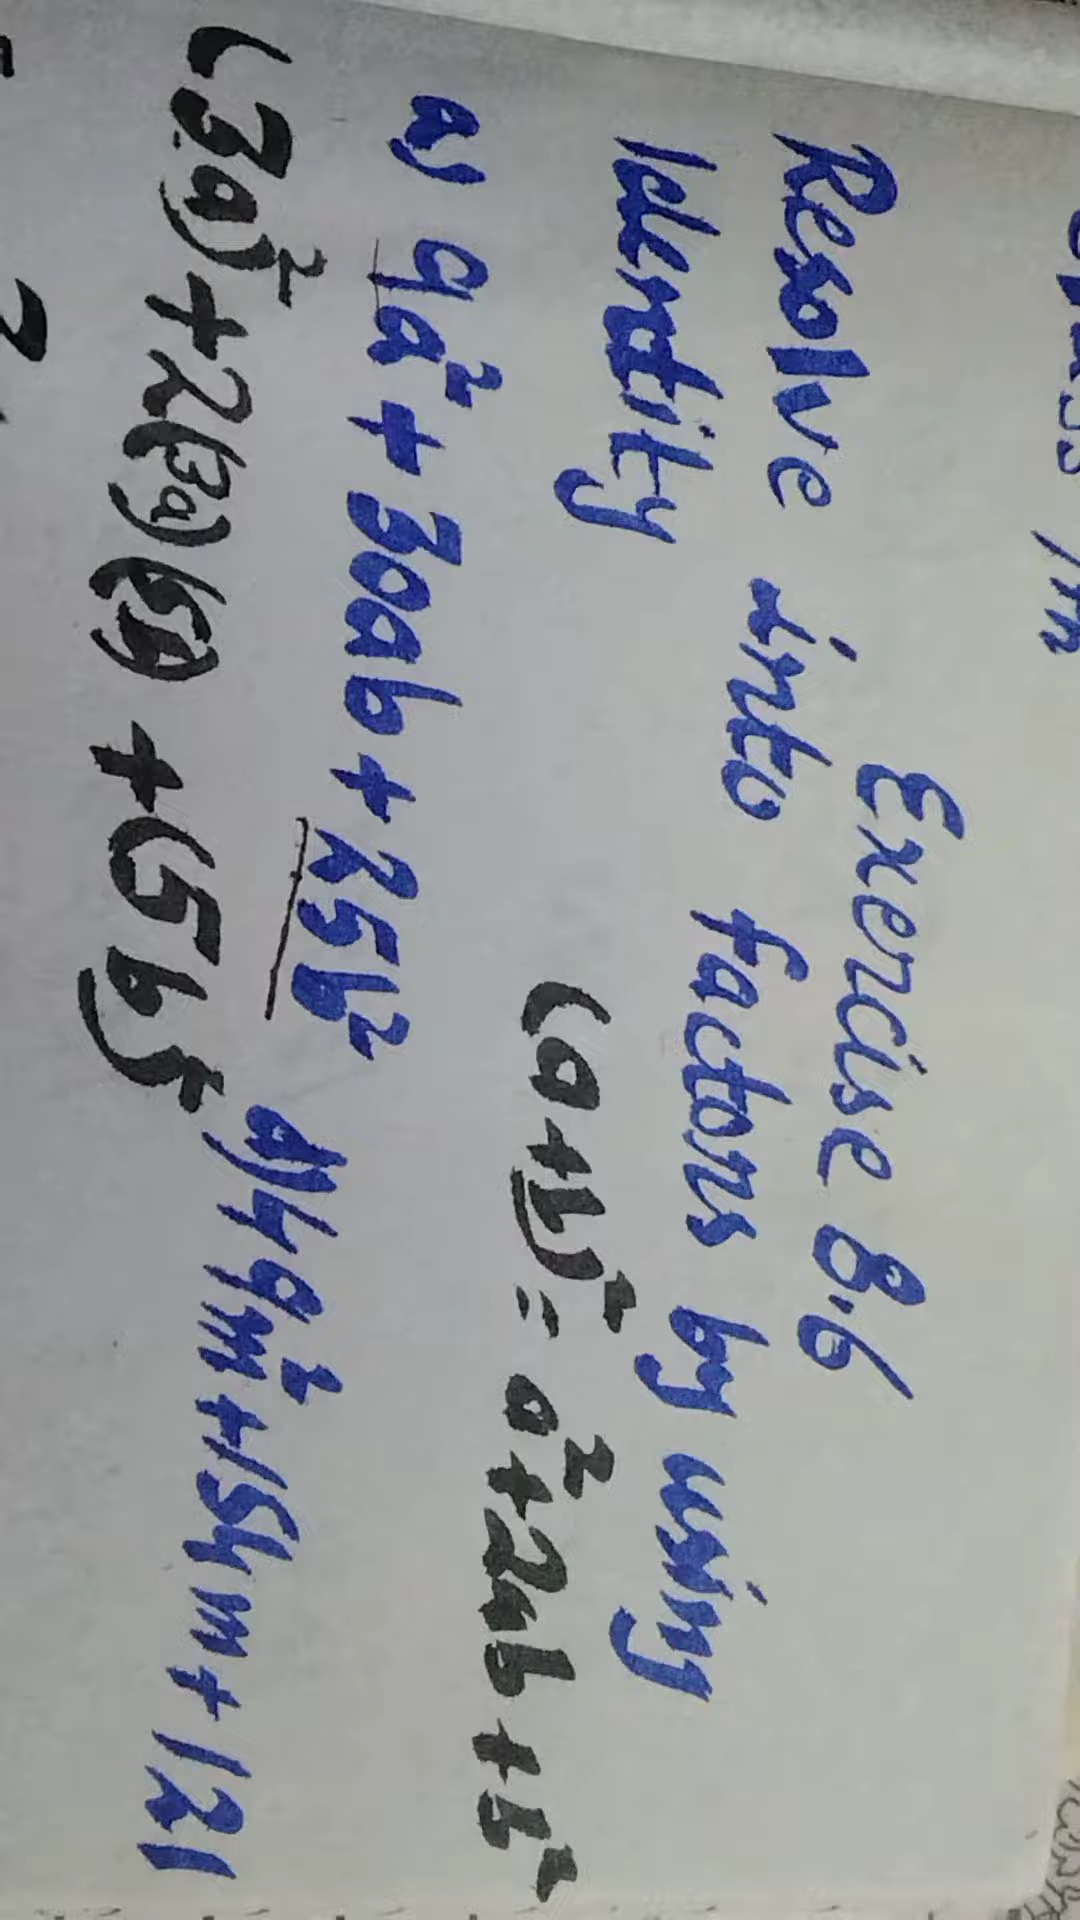 Exercise 8.6
Resolve into factors by using
Identity
(a+b)² = a²+2ab+b²
a) 9a²+30ab+25b²
d) 49m²+154m+121
(3a)²+2(3a)(5b)+(5b)²